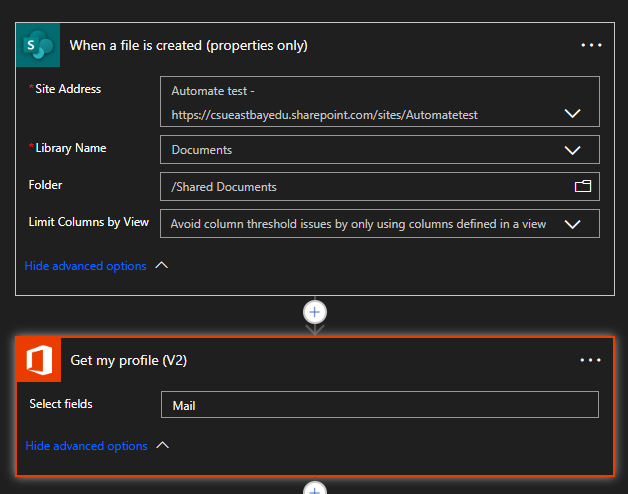 When a file is created (properties only)
*Site Address
Automate test -
https://csueastbayedu.sharepoint.com/sites/Automatetest
*Library Name
Documents
Folder
/Shared Documents
Limit Columns by View
Avoid column threshold issues by only using columns defined in a view
Hide advanced options
Get my profile (V2)
Select fields
Mail
Hide advanced options